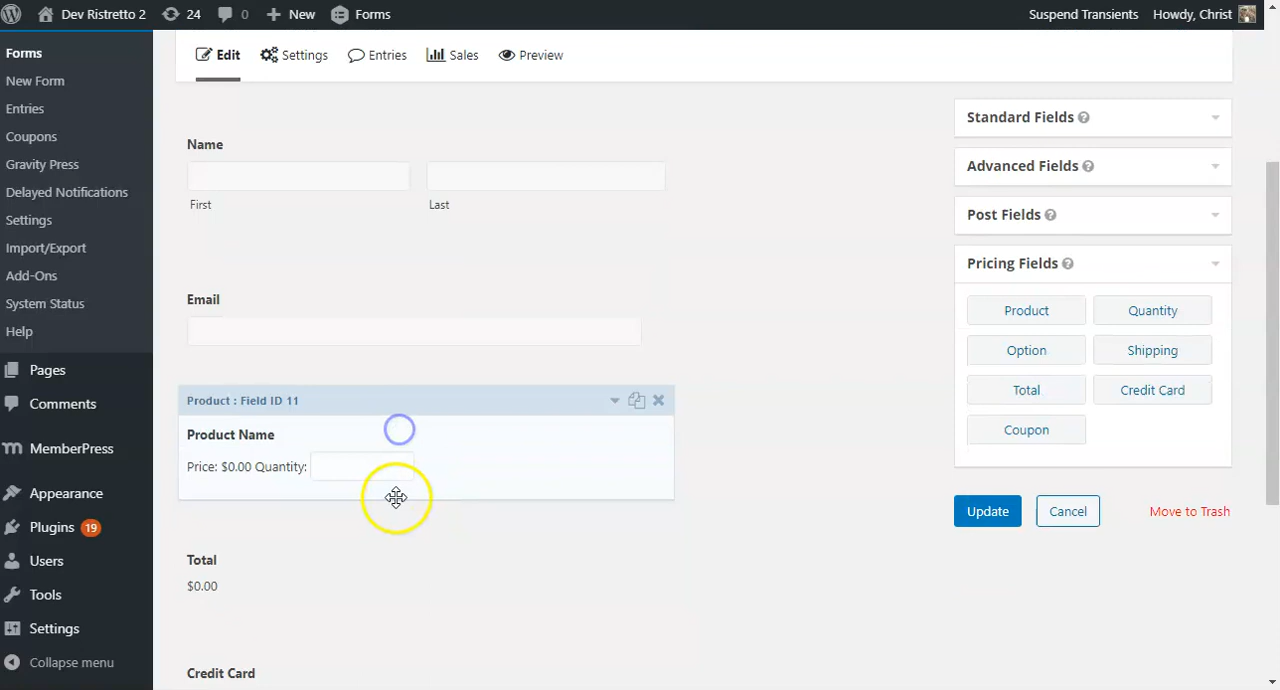 Dev Ristretto 2 24 0 New Forms Suspend Transients Howdy, Christ
Forms
New Form
Entries
Coupons
Gravity Press
Delayed Notifications
Settings
Import/Export
Add-Ons
System Status
Help
Pages
Comments
MemberPress
Appearance
Plugins 19
Users
Tools
Settings
Collapse menu
Edit Settings Entries Sales Preview
Name
First Last
Email
Product : Field ID 11
Product Name
Price: $0.00 Quantity:
Total
$0.00
Credit Card
Standard Fields
Advanced Fields
Post Fields
Pricing Fields
Product Quantity
Option Shipping
Total Credit Card
Coupon
Update Cancel Move to Trash